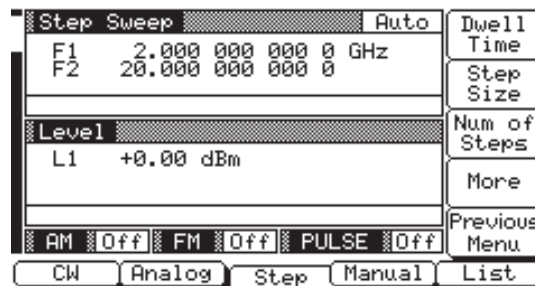 Step Sweep Auto
F1 2.000 000 000 0 GHz
F2 20.000 000 000 0
Level
L1 +0.00 dBm
AM Off FM Off PULSE Off
Dwell
Time
Step
Size
Num of
Steps
More
Previous
Menu
CW Analog Step Manual List